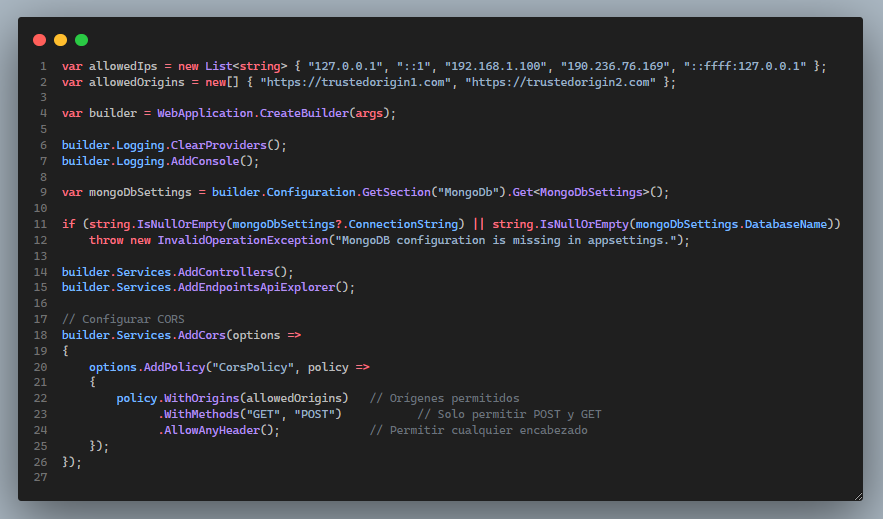 1 var allowedIps = new List<string> { "127.0.0.1", "::1", "192.168.1.100", "190.236.76.169", "::ffff:127.0.0.1" };
2 var allowedOrigins = new[] { "https://trustedorigin1.com", "https://trustedorigin2.com" };
3
4 var builder = WebApplication.CreateBuilder(args);
5
6 builder.Logging.ClearProviders();
7 builder.Logging.AddConsole();
8
9 var mongoDbSettings = builder.Configuration.GetSection("MongoDb").Get<MongoDbSettings>();
10
11 if (string.IsNullOrEmpty(mongoDbSettings?.ConnectionString) || string.IsNullOrEmpty(mongoDbSettings.DatabaseName))
12     throw new InvalidOperationException("MongoDB configuration is missing in appsettings.");
13
14 builder.Services.AddControllers();
15 builder.Services.AddEndpointsApiExplorer();
16
17 // Configurar CORS
18 builder.Services.AddCors(options =>
19 {
20     options.AddPolicy("CorsPolicy", policy =>
21     {
22         policy.WithOrigins(allowedOrigins)   // Orígenes permitidos
23               .WithMethods("GET", "POST")           // Solo permitir POST y GET
24               .AllowAnyHeader();             // Permitir cualquier encabezado
25     });
26 });
27